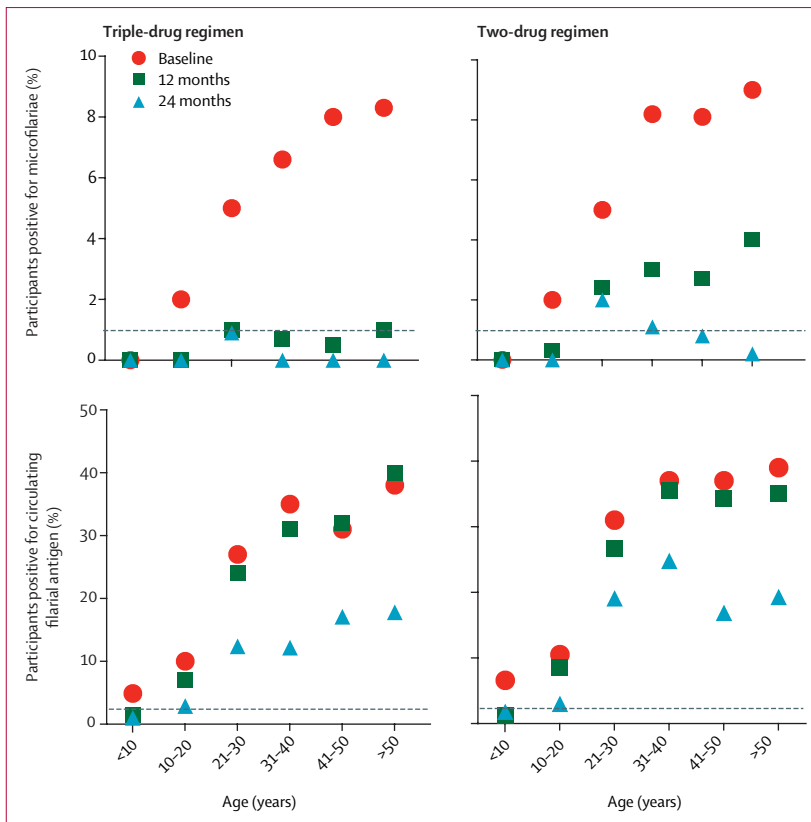 Triple-drug regimen
Two-drug regimen
Baseline
12 months
24 months
Participants positive for microfilariae (%)
10
8
6
4
2
0
Participants positive for circulating
filarial antigen (%)
50
40
30
20
10
0
<10
10–20
21–30
31–40
41–50
>50
Age (years)
<10
10–20
21–30
31–40
41–50
>50
Age (years)